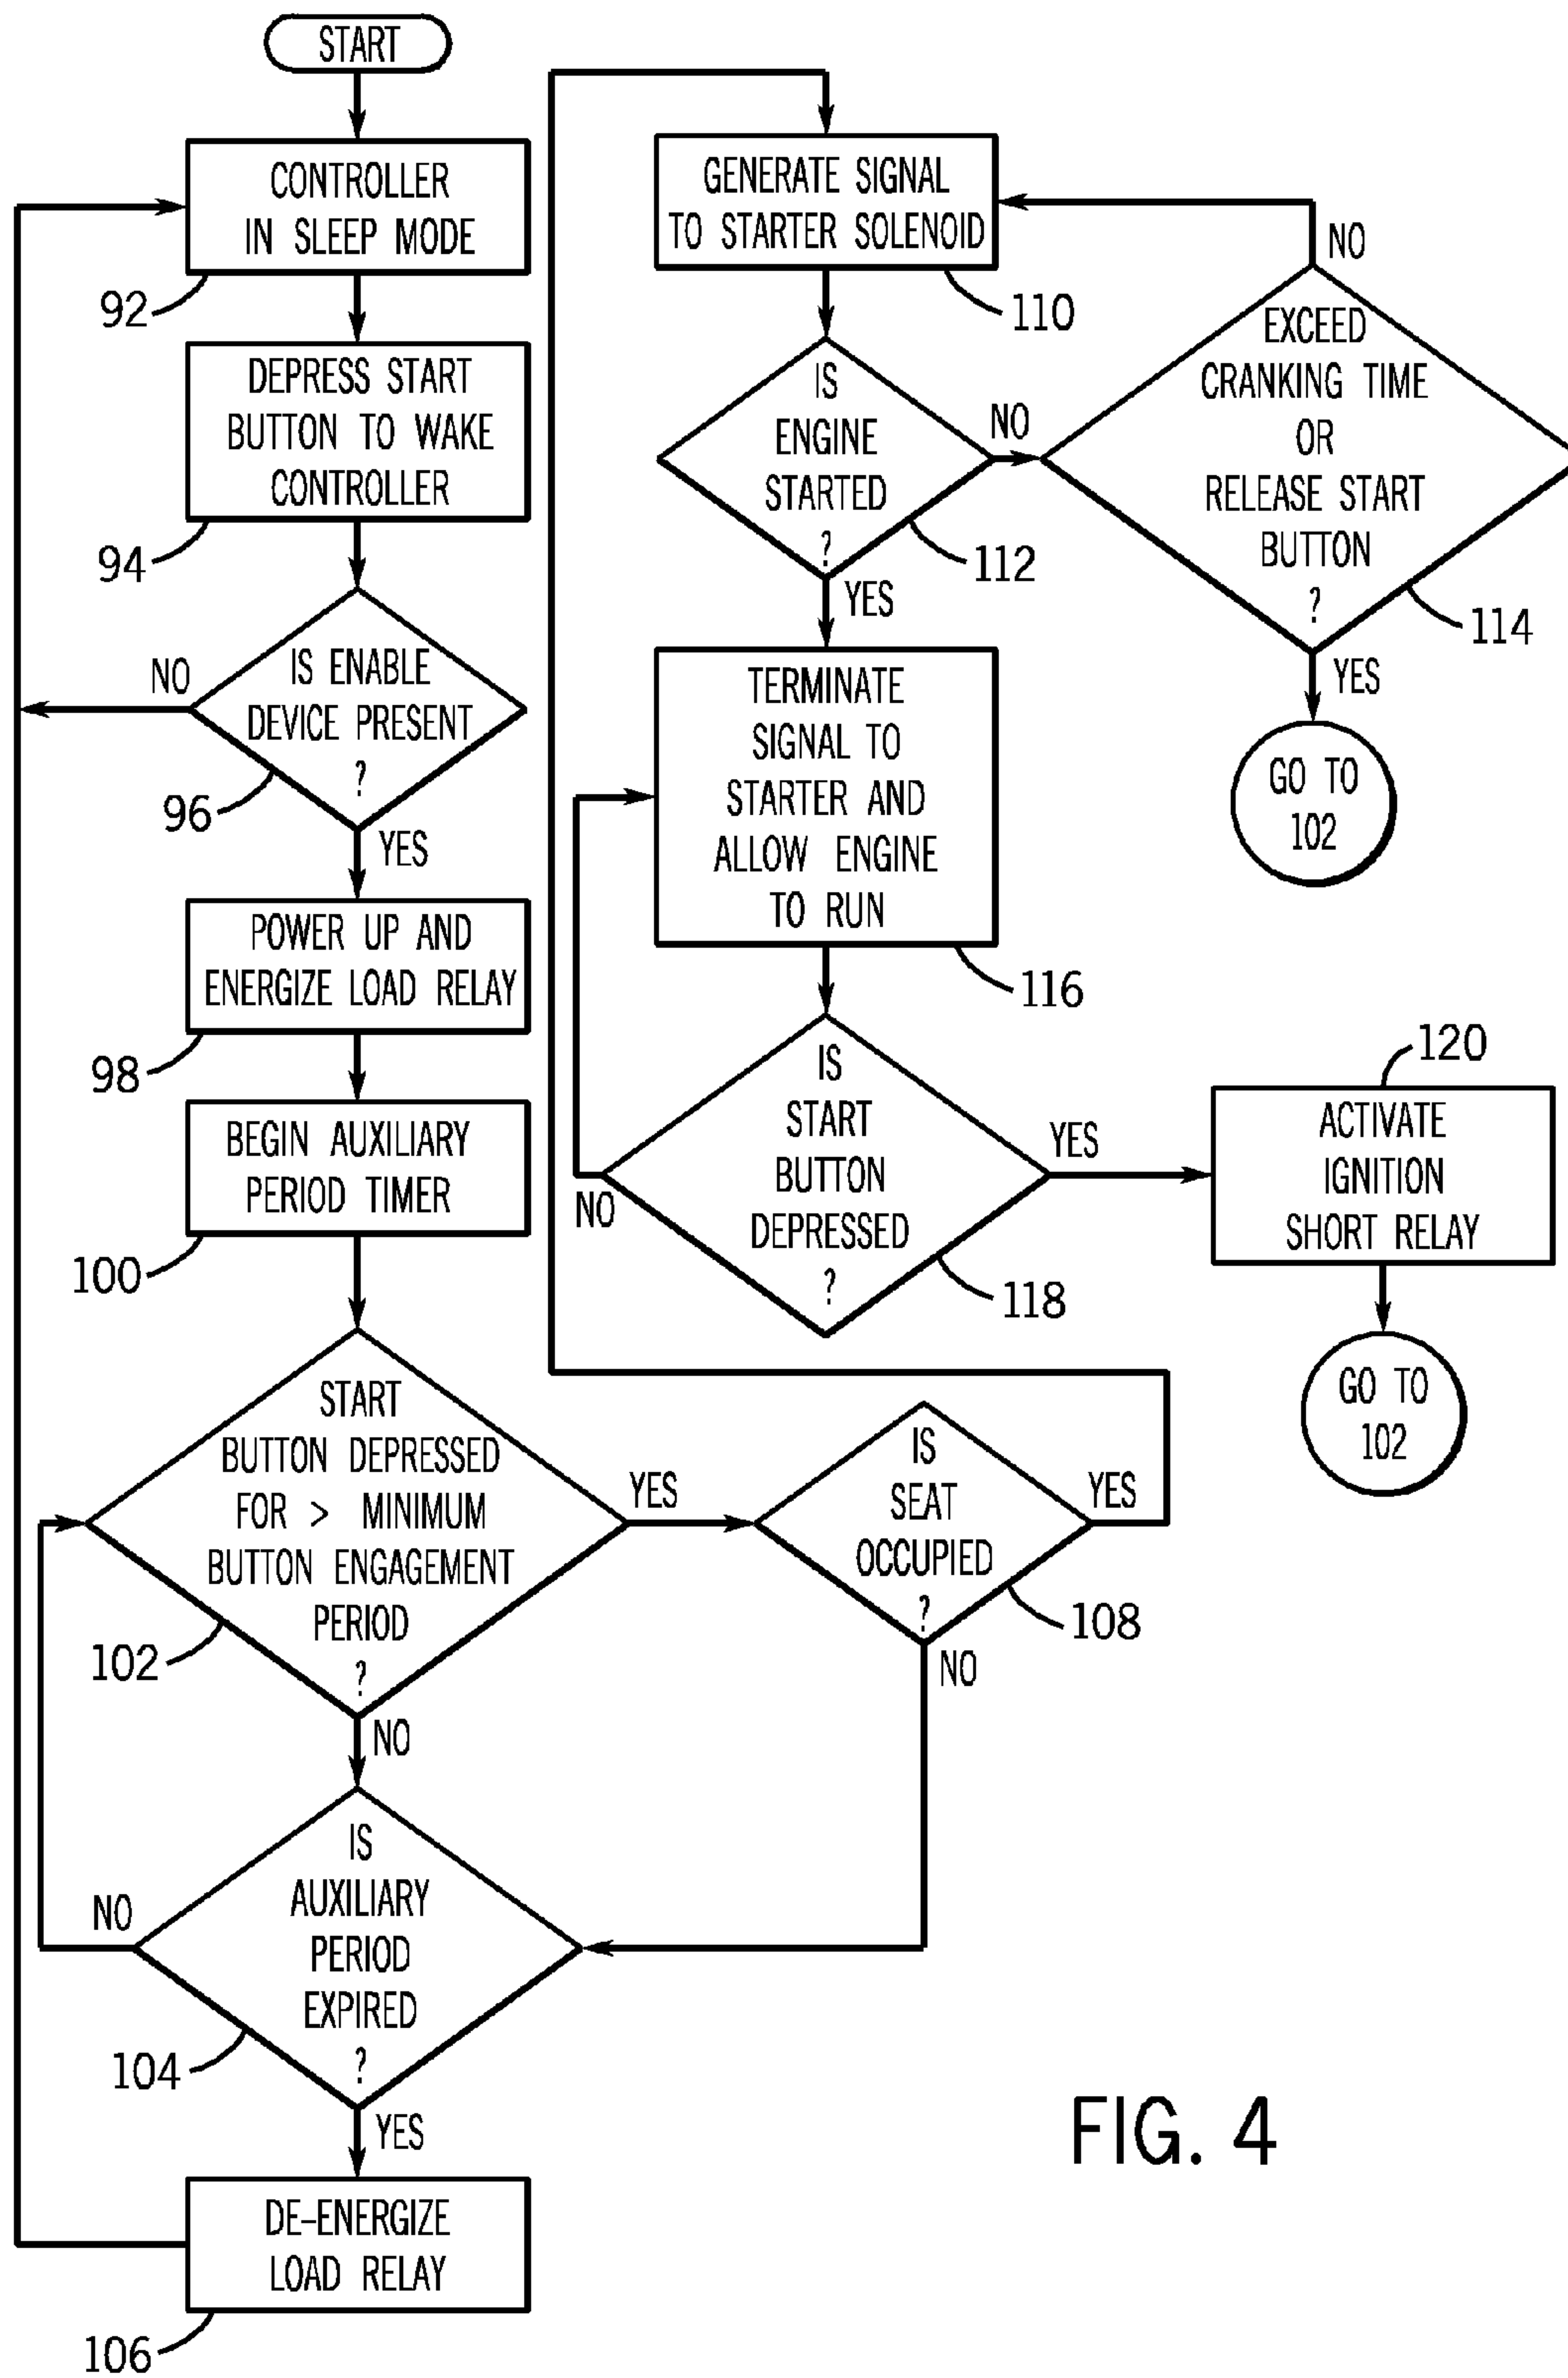 START
CONTROLLER
IN SLEEP MODE
92
DEPRESS START
BUTTON TO WAKE
CONTROLLER
94
IS ENABLE
DEVICE PRESENT
?
NO
96
YES
POWER UP AND
ENERGIZE LOAD RELAY
98
BEGIN AUXILIARY
PERIOD TIMER
100
START
BUTTON DEPRESSED
FOR > MINIMUM
BUTTON ENGAGEMENT
PERIOD
?
YES
102
NO
IS
AUXILIARY
PERIOD
EXPIRED
?
NO
104
YES
DE-ENERGIZE
LOAD RELAY
106
IS
SEAT
OCCUPIED
?
YES
108
NO
GENERATE SIGNAL
TO STARTER SOLENOID
110
IS
ENGINE
STARTED
?
NO
112
YES
EXCEED
CRANKING TIME
OR
RELEASE START
BUTTON
?
NO
114
YES
GO TO
102
TERMINATE
SIGNAL TO
STARTER AND
ALLOW ENGINE
TO RUN
116
IS
START
BUTTON
DEPRESSED
?
NO
YES
118
120
ACTIVATE
IGNITION
SHORT RELAY
GO TO
102
FIG. 4